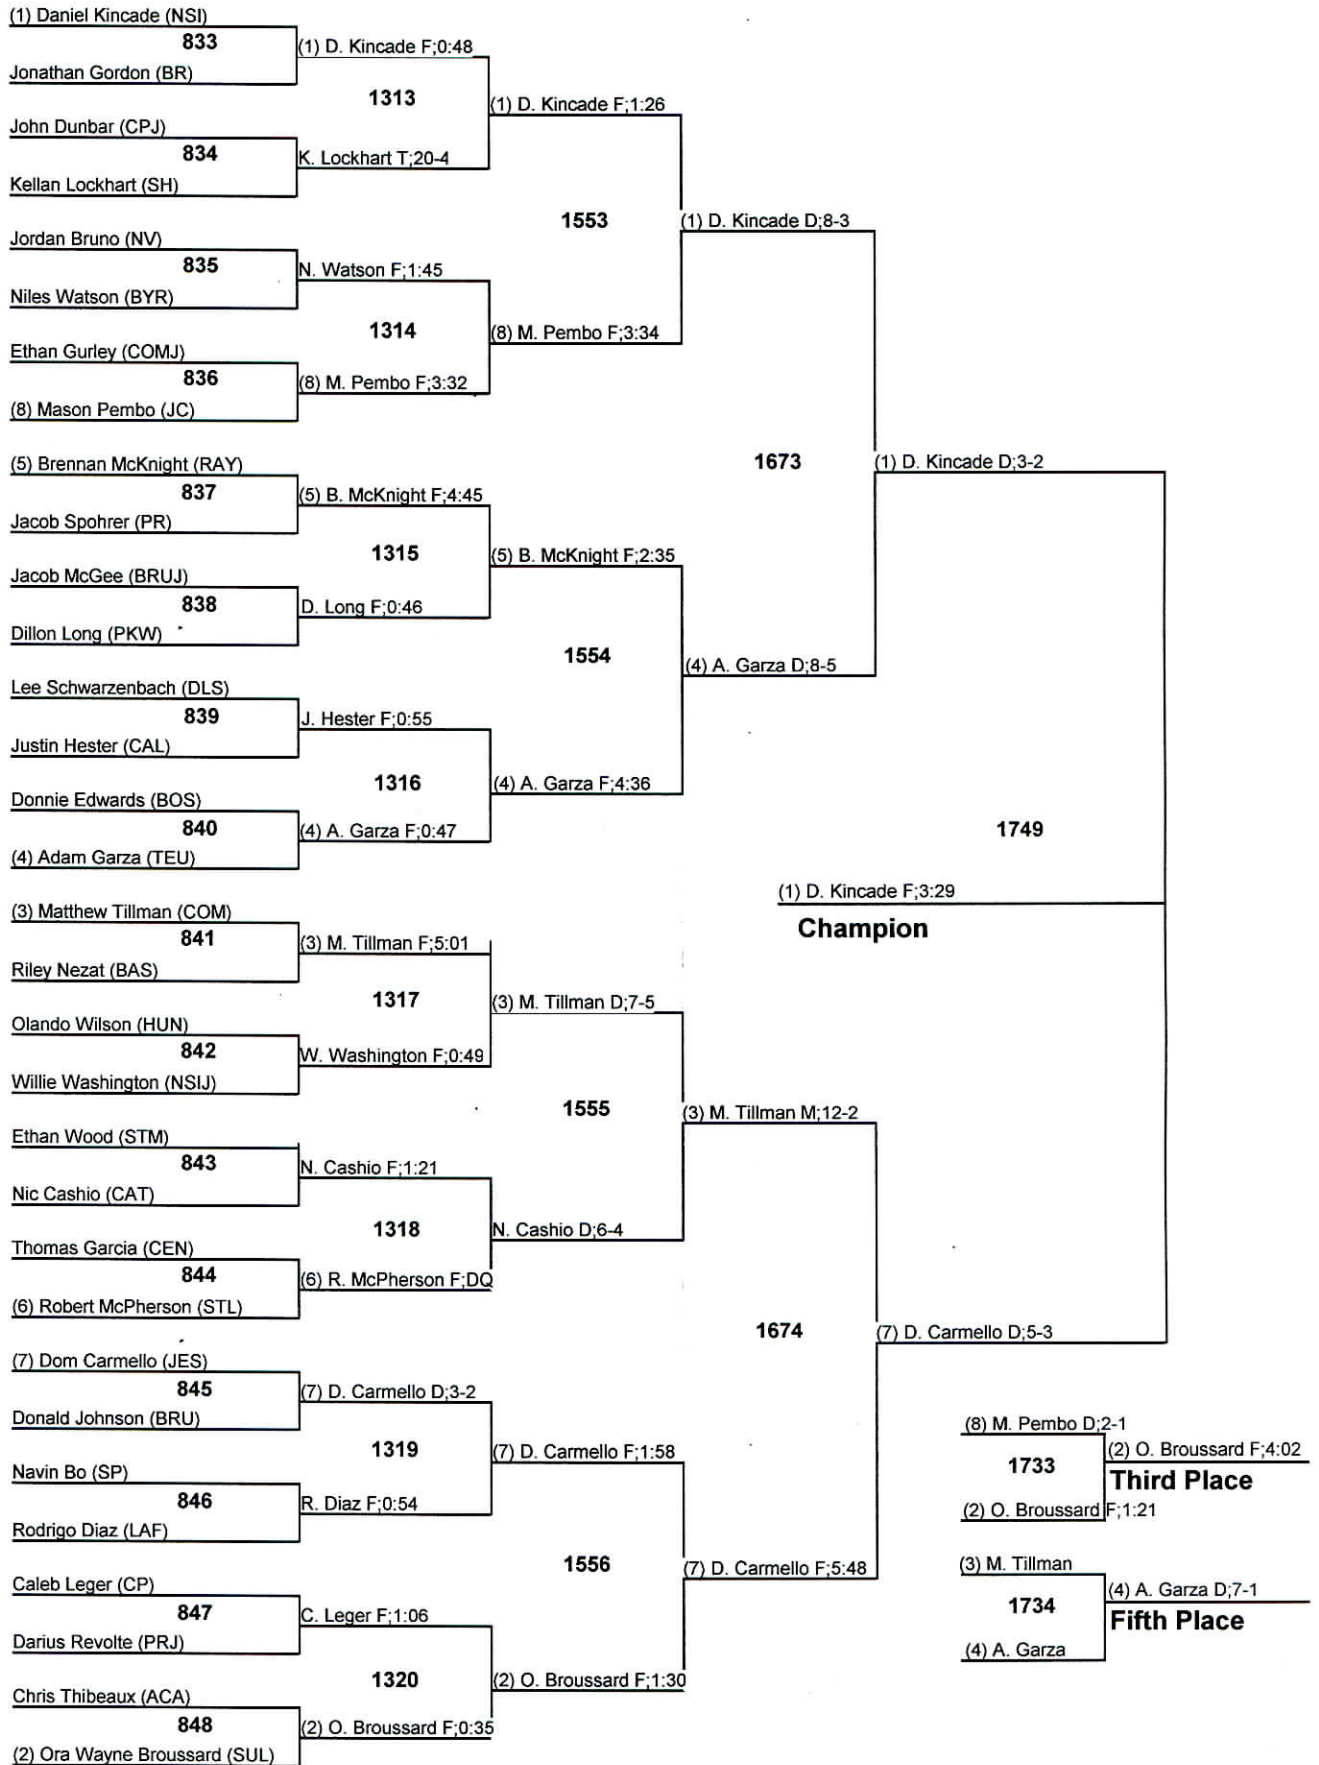 (1) Daniel Kincade (NSI)
833
Jonathan Gordon (BR)
(1) D. Kincade F;0:48
1313
John Dunbar (CPJ)
834
Kellan Lockhart (SH)
K. Lockhart T;20-4
(1) D. Kincade F;1:26
1553
Jordan Bruno (NV)
835
Niles Watson (BYR)
N. Watson F;1:45
1314
Ethan Gurley (COMJ)
836
(8) Mason Pembo (JC)
(8) M. Pembo F;3:32
(8) M. Pembo F;3:34
(1) D. Kincade D;8-3
1673
(5) Brennan McKnight (RAY)
837
Jacob Spohrer (PR)
(5) B. McKnight F;4:45
1315
Jacob McGee (BRUJ)
838
Dillon Long (PKW)
D. Long F;0:46
(5) B. McKnight F;2:35
1554
Lee Schwarzenbach (DLS)
839
Justin Hester (CAL)
J. Hester F;0:55
1316
Donnie Edwards (BOS)
840
(4) Adam Garza (TEU)
(4) A. Garza F;0:47
(4) A. Garza F;4:36
(4) A. Garza D;8-5
(1) D. Kincade D;3-2
1749
(1) D. Kincade F;3:29
Champion
(3) Matthew Tillman (COM)
841
Riley Nezat (BAS)
(3) M. Tillman F;5:01
1317
Olando Wilson (HUN)
842
Willie Washington (NSIJ)
W. Washington F;0:49
(3) M. Tillman D;7-5
1555
Ethan Wood (STM)
843
Nic Cashio (CAT)
N. Cashio F;1:21
1318
Thomas Garcia (CEN)
844
(6) Robert McPherson (STL)
(6) R. McPherson F;DQ
N. Cashio D;6-4
(3) M. Tillman M;12-2
1674
(7) Dom Carmello (JES)
845
Donald Johnson (BRU)
(7) D. Carmello D;3-2
1319
Navin Bo (SP)
846
Rodrigo Diaz (LAF)
R. Diaz F;0:54
(7) D. Carmello F;1:58
1556
Caleb Leger (CP)
847
Darius Revolte (PRJ)
C. Leger F;1:06
1320
Chris Thibeaux (ACA)
848
(2) Ora Wayne Broussard (SUL)
(2) O. Broussard F;0:35
(2) O. Broussard F;1:30
(7) D. Carmello F;5:48
(7) D. Carmello D;5-3
(8) M. Pembo D;2-1
1733
(2) O. Broussard F;1:21
(2) O. Broussard F;4:02
Third Place
(3) M. Tillman
1734
(4) A. Garza
(4) A. Garza D;7-1
Fifth Place